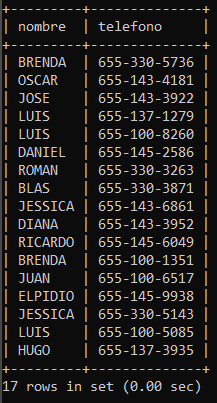 +---------+--------------+
| nombre  | telefono     |
+---------+--------------+
| BRENDA  | 655-330-5736 |
| OSCAR   | 655-143-4181 |
| JOSE    | 655-143-3922 |
| LUIS    | 655-137-1279 |
| LUIS    | 655-100-8260 |
| DANIEL  | 655-145-2586 |
| ROMAN   | 655-330-3263 |
| BLAS    | 655-330-3871 |
| JESSICA | 655-143-6861 |
| DIANA   | 655-143-3952 |
| RICARDO | 655-145-6049 |
| BRENDA  | 655-100-1351 |
| JUAN    | 655-100-6517 |
| ELPIDIO | 655-145-9938 |
| JESSICA | 655-330-5143 |
| LUIS    | 655-100-5085 |
| HUGO    | 655-137-3935 |
+---------+--------------+
17 rows in set (0.00 sec)